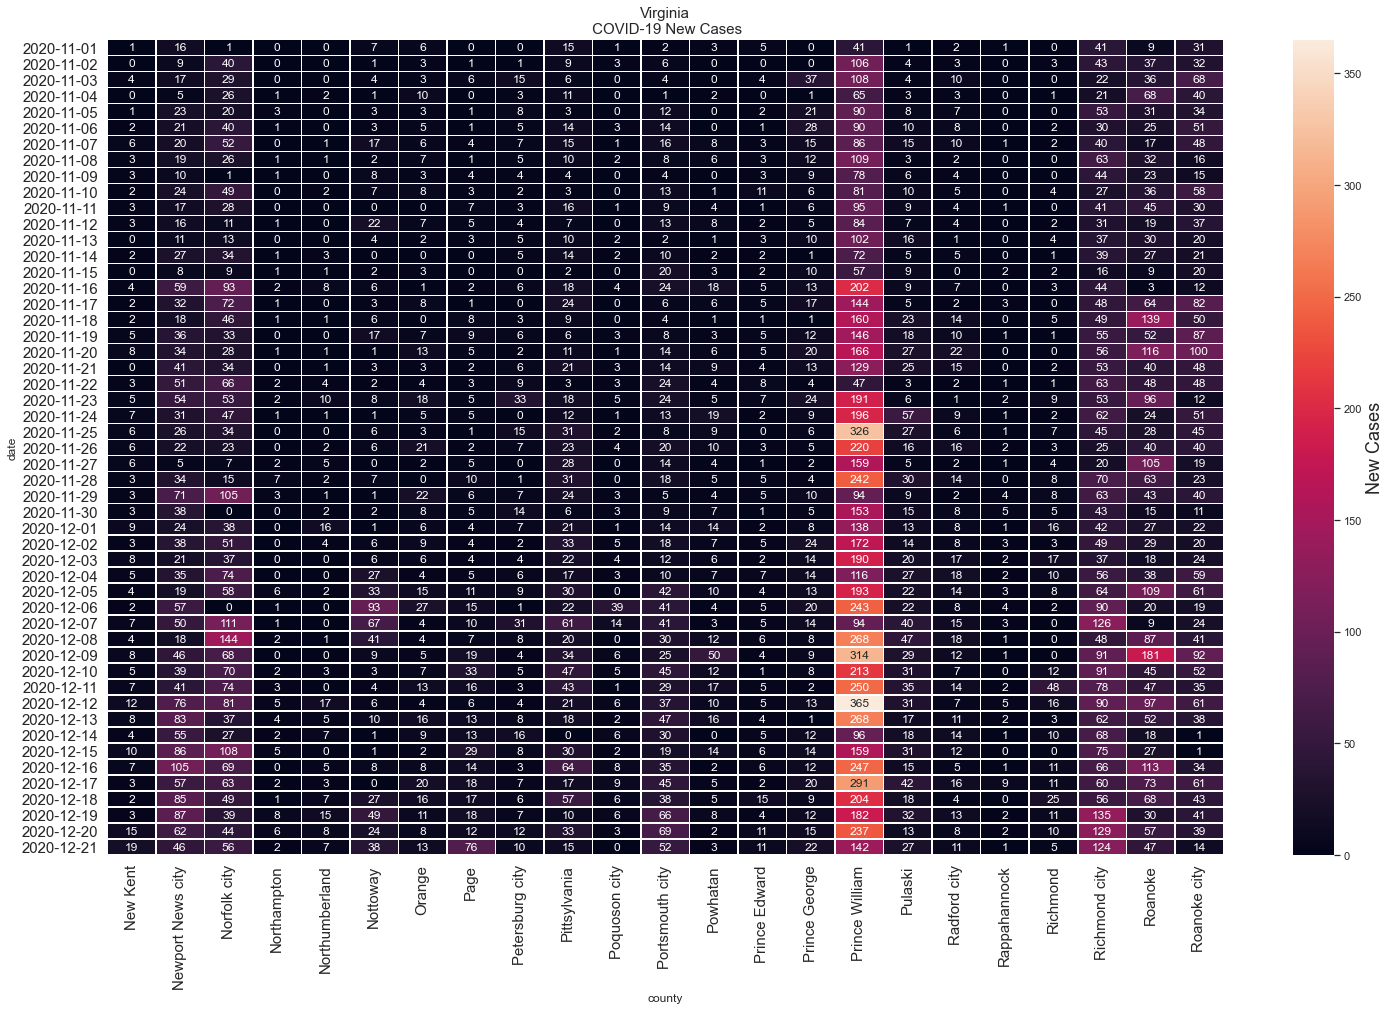 Virginia
COVID-19 New Cases
2020-11-01 1 16 1 0 0 7 6 0 0 15 1 2 3 5 0 41 1 2 1 0 41 9 31
2020-11-02 0 9 40 0 0 1 3 1 1 9 3 6 0 0 0 106 4 3 0 3 43 37 32
2020-11-03 4 17 29 0 0 4 3 6 15 6 0 4 0 4 37 108 4 10 0 0 22 36 68
2020-11-04 0 5 26 1 2 1 10 0 3 11 0 1 2 0 1 65 3 3 0 1 21 68 40
2020-11-05 1 23 20 3 0 3 3 1 8 3 0 12 0 2 21 90 8 7 0 0 53 31 34
2020-11-06 2 21 40 1 0 3 5 1 5 14 3 14 0 1 28 90 10 8 0 2 30 25 51
2020-11-07 6 20 52 0 1 17 6 4 7 15 1 16 8 3 15 86 15 10 1 2 40 17 48
2020-11-08 3 19 26 1 1 2 7 1 5 10 2 8 6 3 12 109 3 2 0 0 63 32 16
2020-11-09 3 10 1 1 0 8 3 4 4 4 0 4 0 3 9 78 6 4 0 0 44 23 15
2020-11-10 2 24 49 0 2 7 8 3 2 3 0 13 1 11 6 81 10 5 0 4 27 36 58
2020-11-11 3 17 28 0 0 0 0 7 3 16 1 9 4 1 6 95 9 4 1 0 41 45 30
2020-11-12 3 16 11 1 0 22 7 5 4 7 0 13 8 2 5 84 7 4 0 2 31 19 37
2020-11-13 0 11 13 0 0 4 2 3 5 10 2 2 1 3 10 102 16 1 0 4 37 30 20
2020-11-14 2 27 34 1 3 0 0 0 5 14 2 10 2 2 1 72 5 5 0 1 39 27 21
2020-11-15 0 8 9 1 1 2 3 0 0 2 0 20 3 2 10 57 9 0 2 2 16 9 20
2020-11-16 4 59 93 2 8 6 1 2 6 18 4 24 18 5 13 202 9 7 0 3 44 3 12
2020-11-17 2 32 72 1 0 3 8 1 0 24 0 6 6 5 17 144 5 2 3 0 48 64 82
2020-11-18 2 18 46 1 1 6 0 8 3 9 0 4 1 1 1 160 23 14 0 5 49 139 50
2020-11-19 5 36 33 0 0 17 7 9 6 6 3 8 3 5 12 146 18 10 1 1 55 52 87
2020-11-20 8 34 28 1 1 1 13 5 2 11 1 14 6 5 20 166 27 22 0 0 56 116 100
2020-11-21 0 41 34 0 1 3 3 2 6 21 3 14 9 4 13 129 25 15 0 2 53 40 48
2020-11-22 3 51 66 2 4 2 4 3 9 3 3 24 4 8 4 47 3 2 1 1 63 48 48
2020-11-23 5 54 53 2 10 8 18 5 33 18 5 24 5 7 24 191 6 1 2 9 53 96 12
2020-11-24 7 31 47 1 1 1 5 5 0 12 1 13 19 2 9 196 57 9 1 2 62 24 51
2020-11-25 6 26 34 0 0 6 3 1 15 31 2 8 9 0 6 326 27 6 1 7 45 28 45
2020-11-26 6 22 23 0 2 6 21 2 7 23 4 20 10 3 5 220 16 16 2 3 25 40 40
2020-11-27 6 5 7 2 5 0 2 5 0 28 0 14 4 1 2 159 5 2 1 4 20 105 19
2020-11-28 3 34 15 7 2 7 0 10 1 31 0 18 5 5 4 242 30 14 0 8 70 63 23
2020-11-29 3 71 105 3 1 1 22 6 7 24 3 5 4 5 10 94 9 2 4 8 63 43 40
2020-11-30 3 38 0 0 2 2 8 5 14 6 3 9 7 1 5 153 15 8 5 5 43 15 11
2020-12-01 9 24 38 0 16 1 6 4 7 21 1 14 14 2 8 138 13 8 1 16 42 27 22
2020-12-02 3 38 51 0 4 6 9 4 2 33 5 18 7 5 24 172 14 8 3 3 49 29 20
2020-12-03 8 21 37 0 0 6 6 4 4 22 4 12 6 2 14 190 20 17 2 17 37 18 24
2020-12-04 5 35 74 0 0 27 4 5 6 17 3 10 7 7 14 116 27 18 2 10 56 38 59
2020-12-05 4 19 58 6 2 33 15 11 9 30 0 42 10 4 13 193 22 14 3 8 64 109 61
2020-12-06 2 57 0 1 0 93 27 15 1 22 39 41 4 5 20 243 22 8 4 2 90 20 19
2020-12-07 7 50 111 1 0 67 4 10 31 61 14 41 3 5 14 94 40 15 3 0 126 9 24
2020-12-08 4 18 144 2 1 41 4 7 8 20 0 30 12 6 8 268 47 18 1 0 48 87 41
2020-12-09 8 46 68 0 0 9 5 19 4 34 6 25 50 4 9 314 29 12 1 0 91 181 92
2020-12-10 5 39 70 2 3 3 7 33 5 47 5 45 12 1 8 213 31 7 0 12 91 45 52
2020-12-11 7 41 74 3 0 4 13 16 3 43 1 29 17 5 2 250 35 14 2 48 78 47 35
2020-12-12 12 76 81 5 17 6 4 6 4 21 6 37 10 5 13 365 31 7 5 16 90 97 61
2020-12-13 8 83 37 4 5 10 16 13 8 18 2 47 16 4 1 268 17 11 2 3 62 52 38
2020-12-14 4 55 27 2 7 1 9 13 16 0 6 30 0 5 12 96 18 14 1 10 68 18 1
2020-12-15 10 86 108 5 0 1 2 29 8 30 2 19 14 6 14 159 31 12 0 0 75 27 1
2020-12-16 7 105 69 0 5 8 8 14 3 64 8 35 2 6 12 247 15 5 1 11 66 113 34
2020-12-17 3 57 63 2 3 0 20 18 7 17 9 45 5 2 20 291 42 16 9 11 60 73 61
2020-12-18 2 85 49 1 7 27 16 17 6 57 6 38 5 15 9 204 18 4 0 25 56 68 43
2020-12-19 3 87 39 8 15 49 11 18 7 10 6 66 8 4 12 182 32 13 2 11 135 30 41
2020-12-20 15 62 44 6 8 24 8 12 12 33 3 69 2 11 15 237 13 8 2 10 129 57 39
2020-12-21 19 46 56 2 7 38 13 76 10 15 0 52 3 11 22 142 27 11 1 5 124 47 14
date
New Kent
Newport News city
Norfolk city
Northampton
Northumberland
Nottoway
Orange
Page
Petersburg city
Pittsylvania
Poquoson city
Portsmouth city
Powhatan
Prince Edward
Prince George
Prince William
Pulaski
Radford city
Rappahannock
Richmond
Richmond city
Roanoke
Roanoke city
county
350
300
250
200
150
100
50
0
New Cases